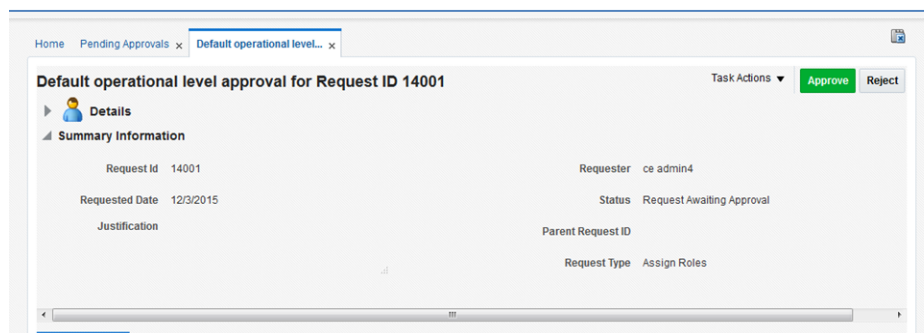 Home Pending Approvals x Default operational level... x
Default operational level approval for Request ID 14001 Task Actions Approve Reject
Details
Summary Information
Request Id 14001 Requester ce admin4
Requested Date 12/3/2015 Status Request Awaiting Approval
Justification Parent Request ID
Request Type Assign Roles